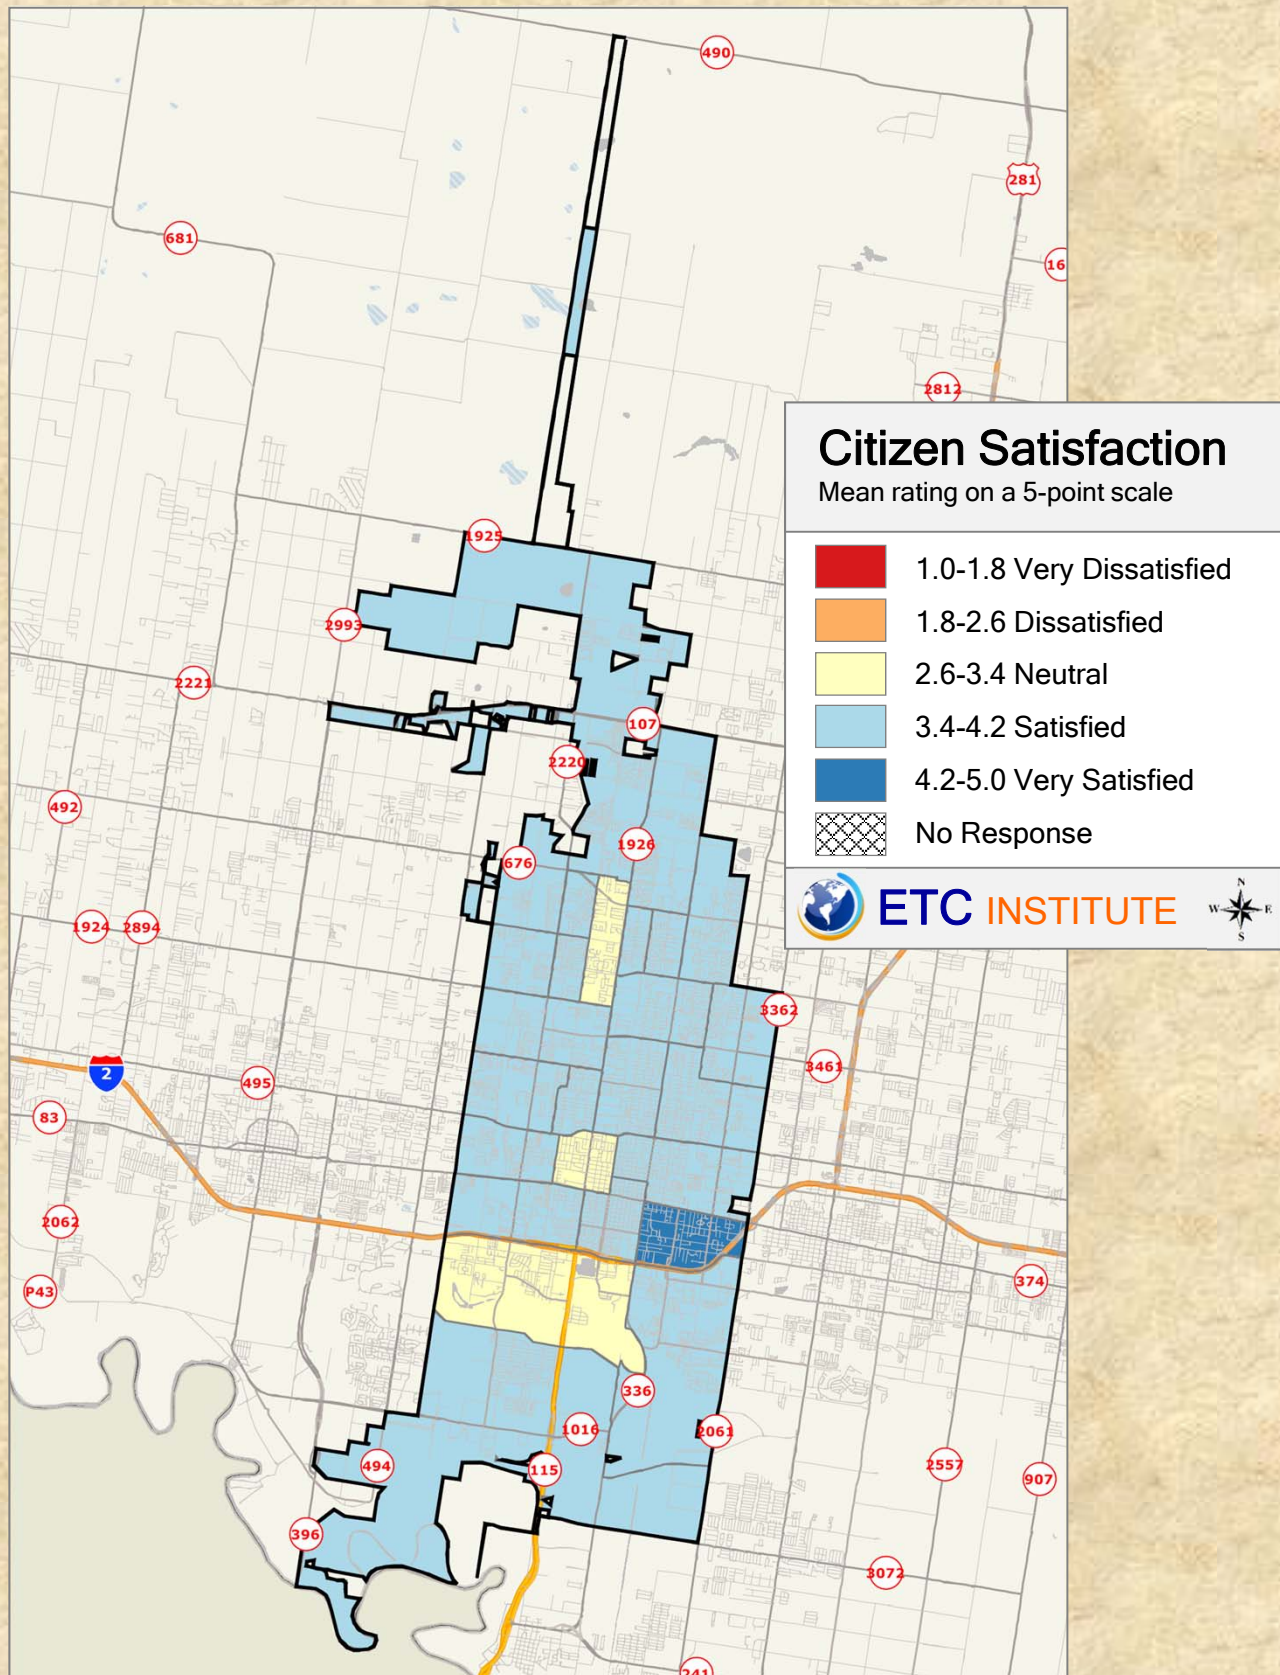 490
281
681
16
2812
Citizen Satisfaction
Mean rating on a 5-point scale
1.0-1.8 Very Dissatisfied
1.8-2.6 Dissatisfied
2.6-3.4 Neutral
3.4-4.2 Satisfied
4.2-5.0 Very Satisfied
No Response
ETC INSTITUTE
N
W E
S
1925
2993
2221
107
2220
492
1926
676
1924 2894
3362
3461
2
495
83
2062
P43
374
336
1016
2061
494
115
2557
907
396
3072
241